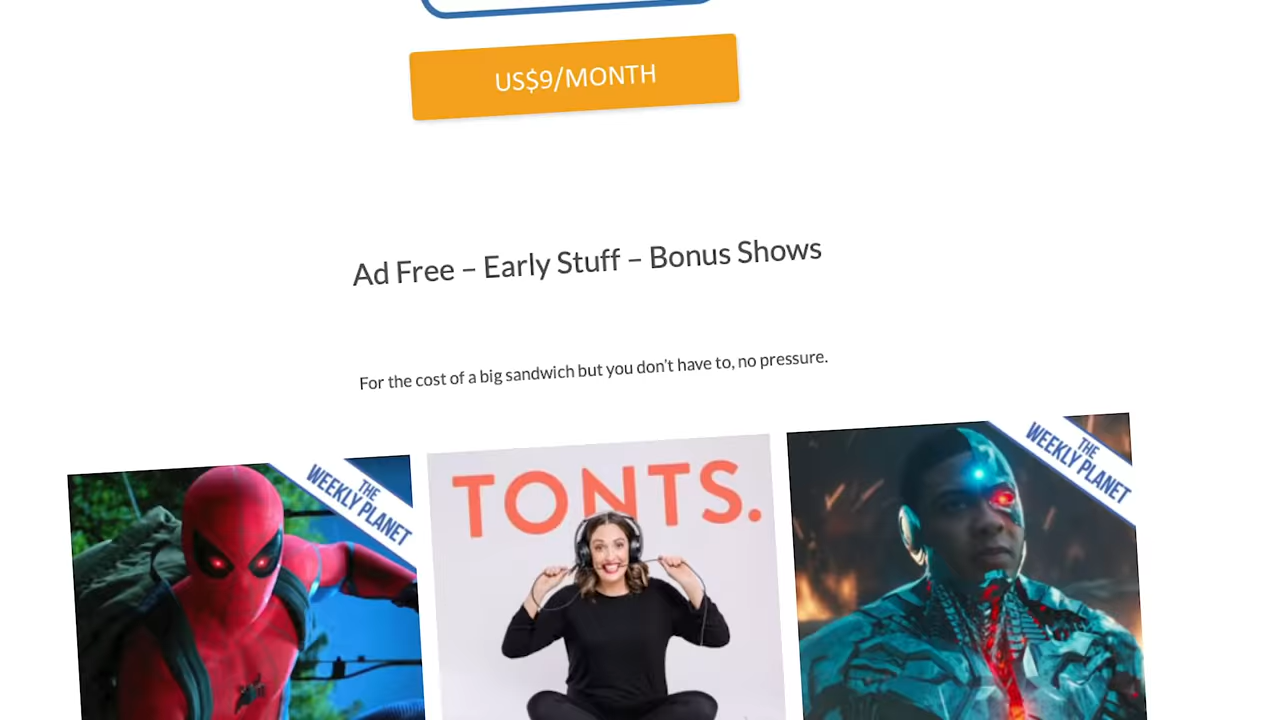 US$9/MONTH
Ad Free – Early Stuff – Bonus Shows
For the cost of a big sandwich but you don't have to, no pressure.
THE
WEEKLY PLANET
TONTS.
THE
WEEKLY PLANET